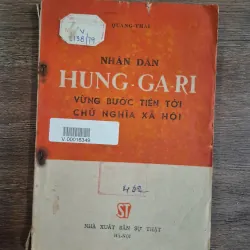 QUANG-THÁI
V
NHÂN DÂN
HUNG-GA-RI
VỮNG BƯỚC TIẾN TỚI
CHỦ NGHĨA XÃ HỘI
ST
NHÀ XUẤT BẢN SỰ THẬT
HÀ-NỘI